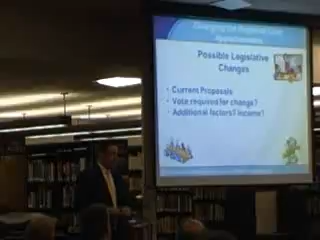 Possible Legislative
Changes
• Current Proposals
• Vote required for change?
• Additional factors? Income?